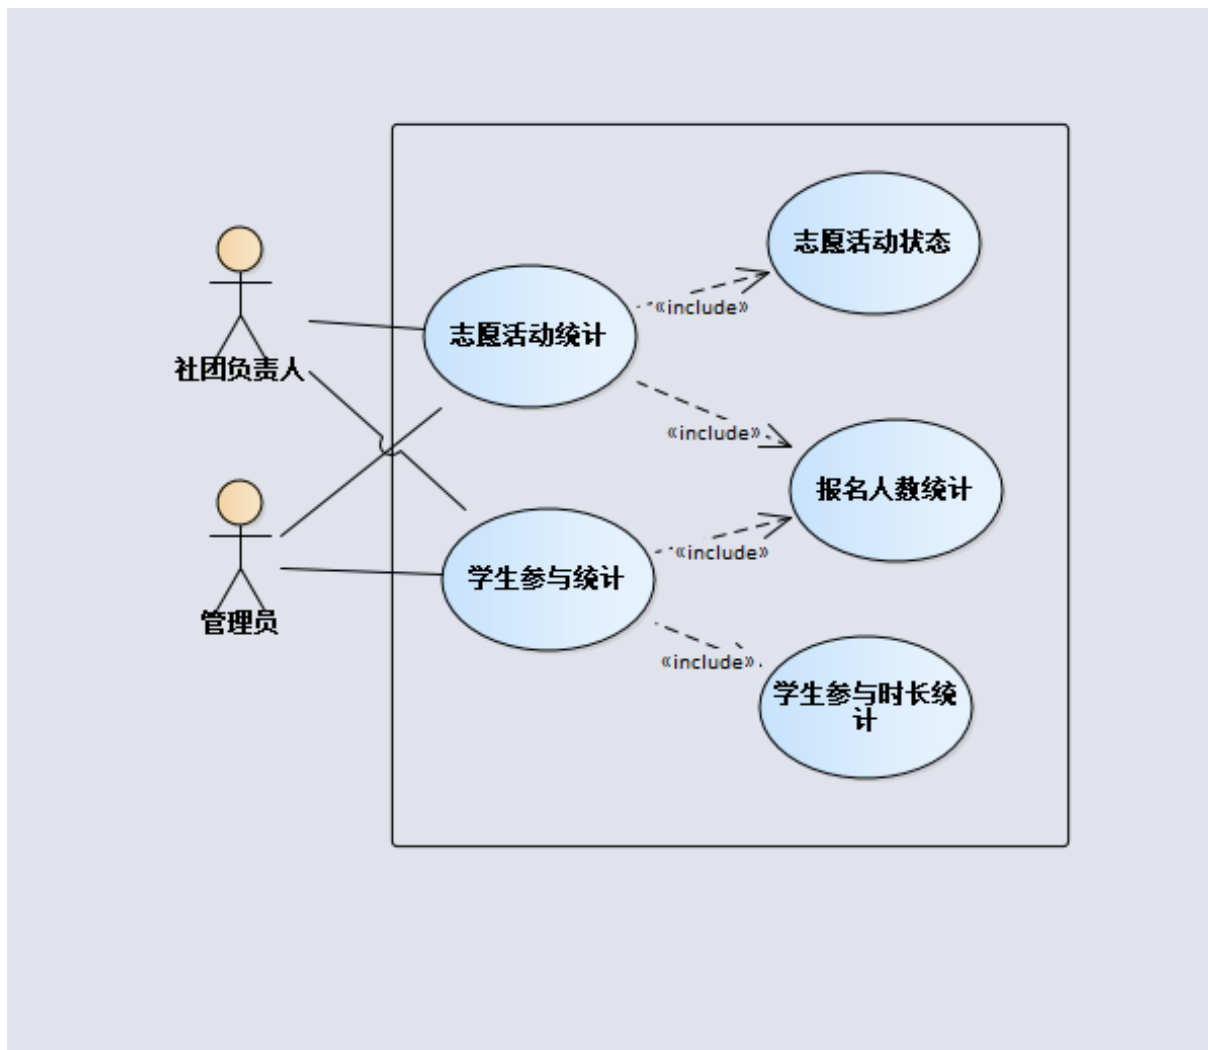 志愿活动状态
«include»
志愿活动统计
社团负责人
«include»
报名人数统计
«include»
学生参与统计
管理员
«include»
学生参与时长统
计